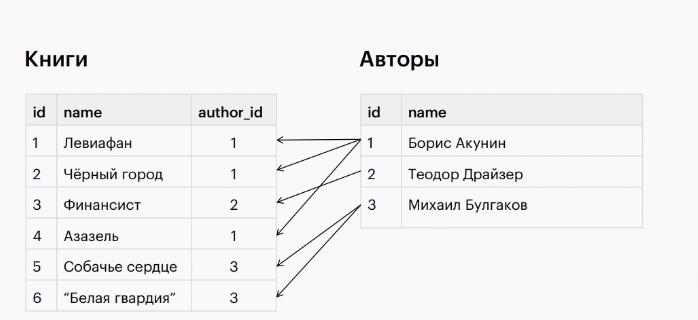 Книги
id name author_id
1 Левиафан 1
2 Чёрный город 1
3 Финансист 2
4 Азазель 1
5 Собачье сердце 3
6 “Белая гвардия” 3
Авторы
id name
1 Борис Акунин
2 Теодор Драйзер
3 Михаил Булгаков